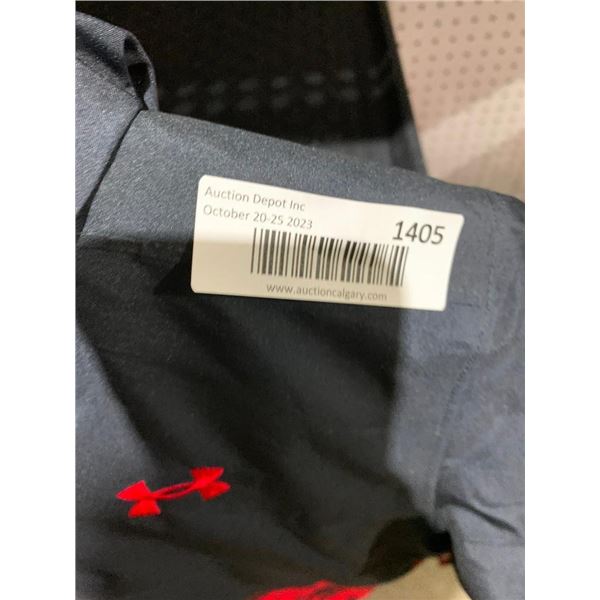 Auction Depot Inc
October 20-25 2023
1405
www.auctioncalgary.com